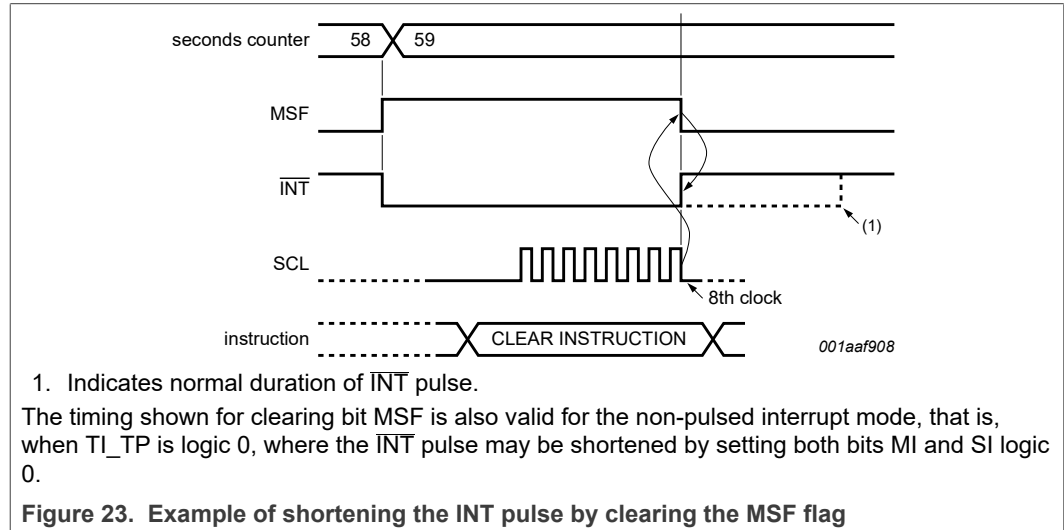 seconds counter 58 59
MSF
INT
(1)
SCL
8th clock
instruction CLEAR INSTRUCTION
001aaf908
1. Indicates normal duration of INT pulse.
The timing shown for clearing bit MSF is also valid for the non-pulsed interrupt mode, that is,
when TI_TP is logic 0, where the INT pulse may be shortened by setting both bits MI and SI logic
0.
Figure 23. Example of shortening the INT pulse by clearing the MSF flag